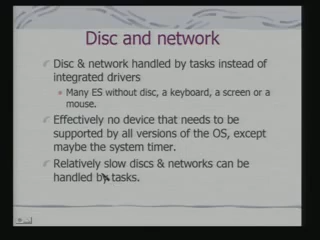 Disc and network
Disc & network handled by tasks instead of
integrated drivers
Many ES without disc, a keyboard, a screen or a
mouse.
Effectively no device that needs to be
supported by all versions of the OS, except
maybe the system timer.
Relatively slow discs & networks can be
handled by tasks.